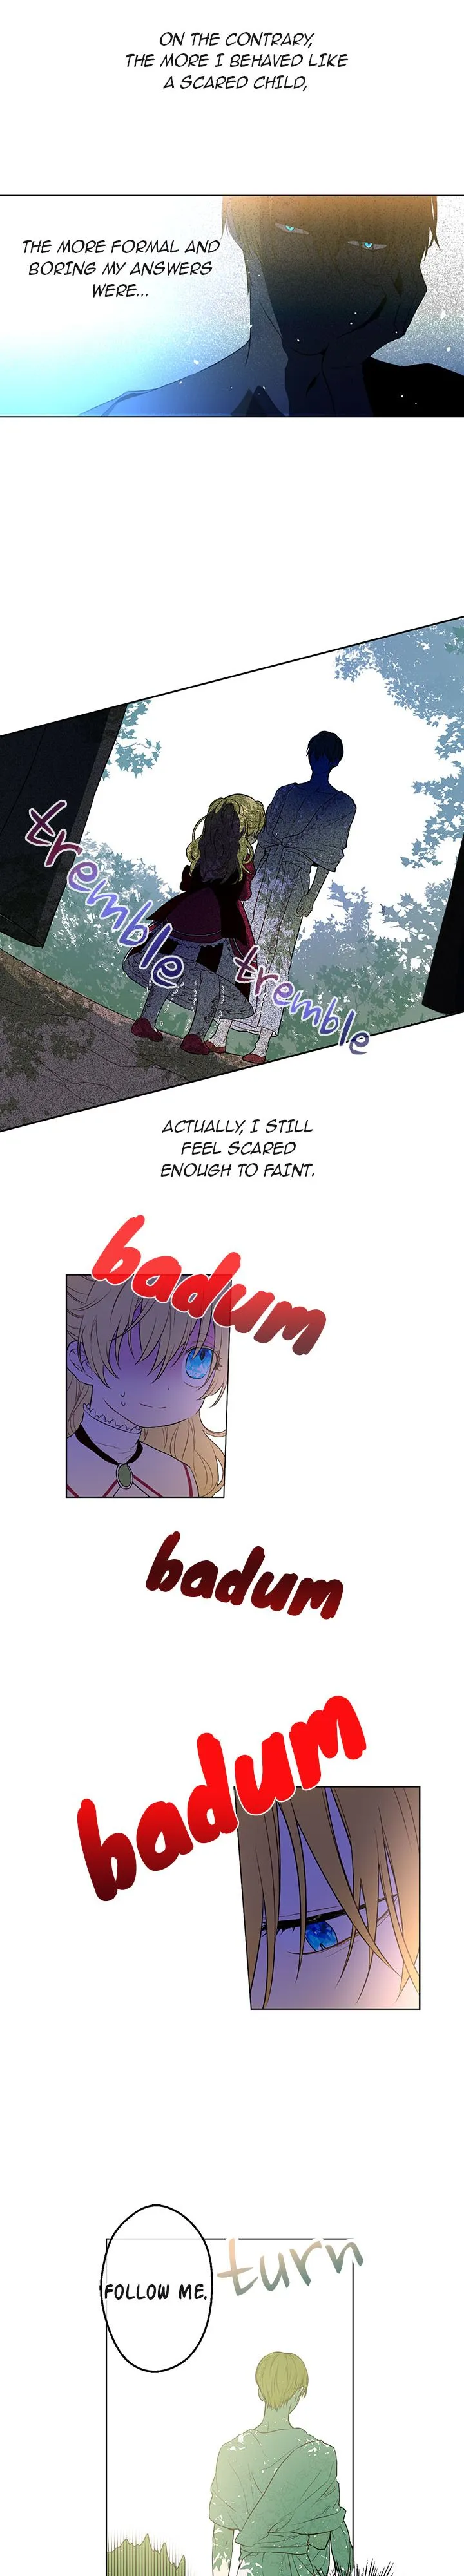 ON THE CONTRARY,
THE MORE I BEHAVED LIKE
A SCARED CHILD,
THE MORE FORMAL AND
BORING MY ANSWERS
WERE...
tremble
tremble
ACTUALLY, I STILL
FEEL SCARED
ENOUGH TO FAINT.
badum
badum
badum
turn
FOLLOW ME.